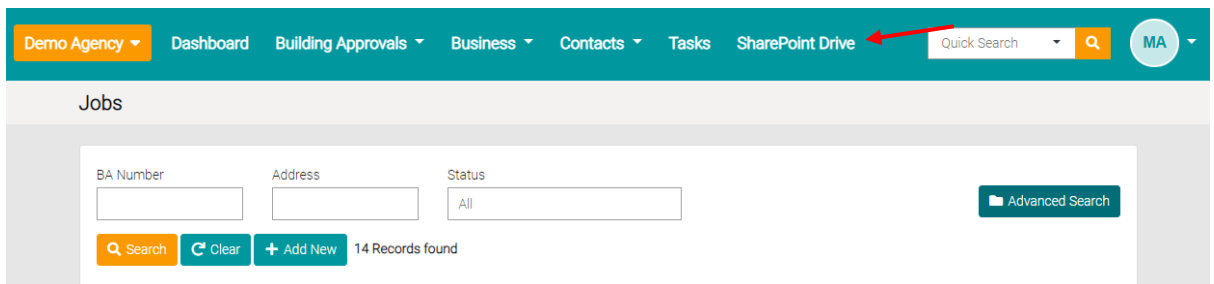 Demo Agency Dashboard Building Approvals Business Contacts Tasks SharePoint Drive Quick Search MA
Jobs
BA Number Address Status
All
Advanced Search
Search Clear Add New 14 Records found